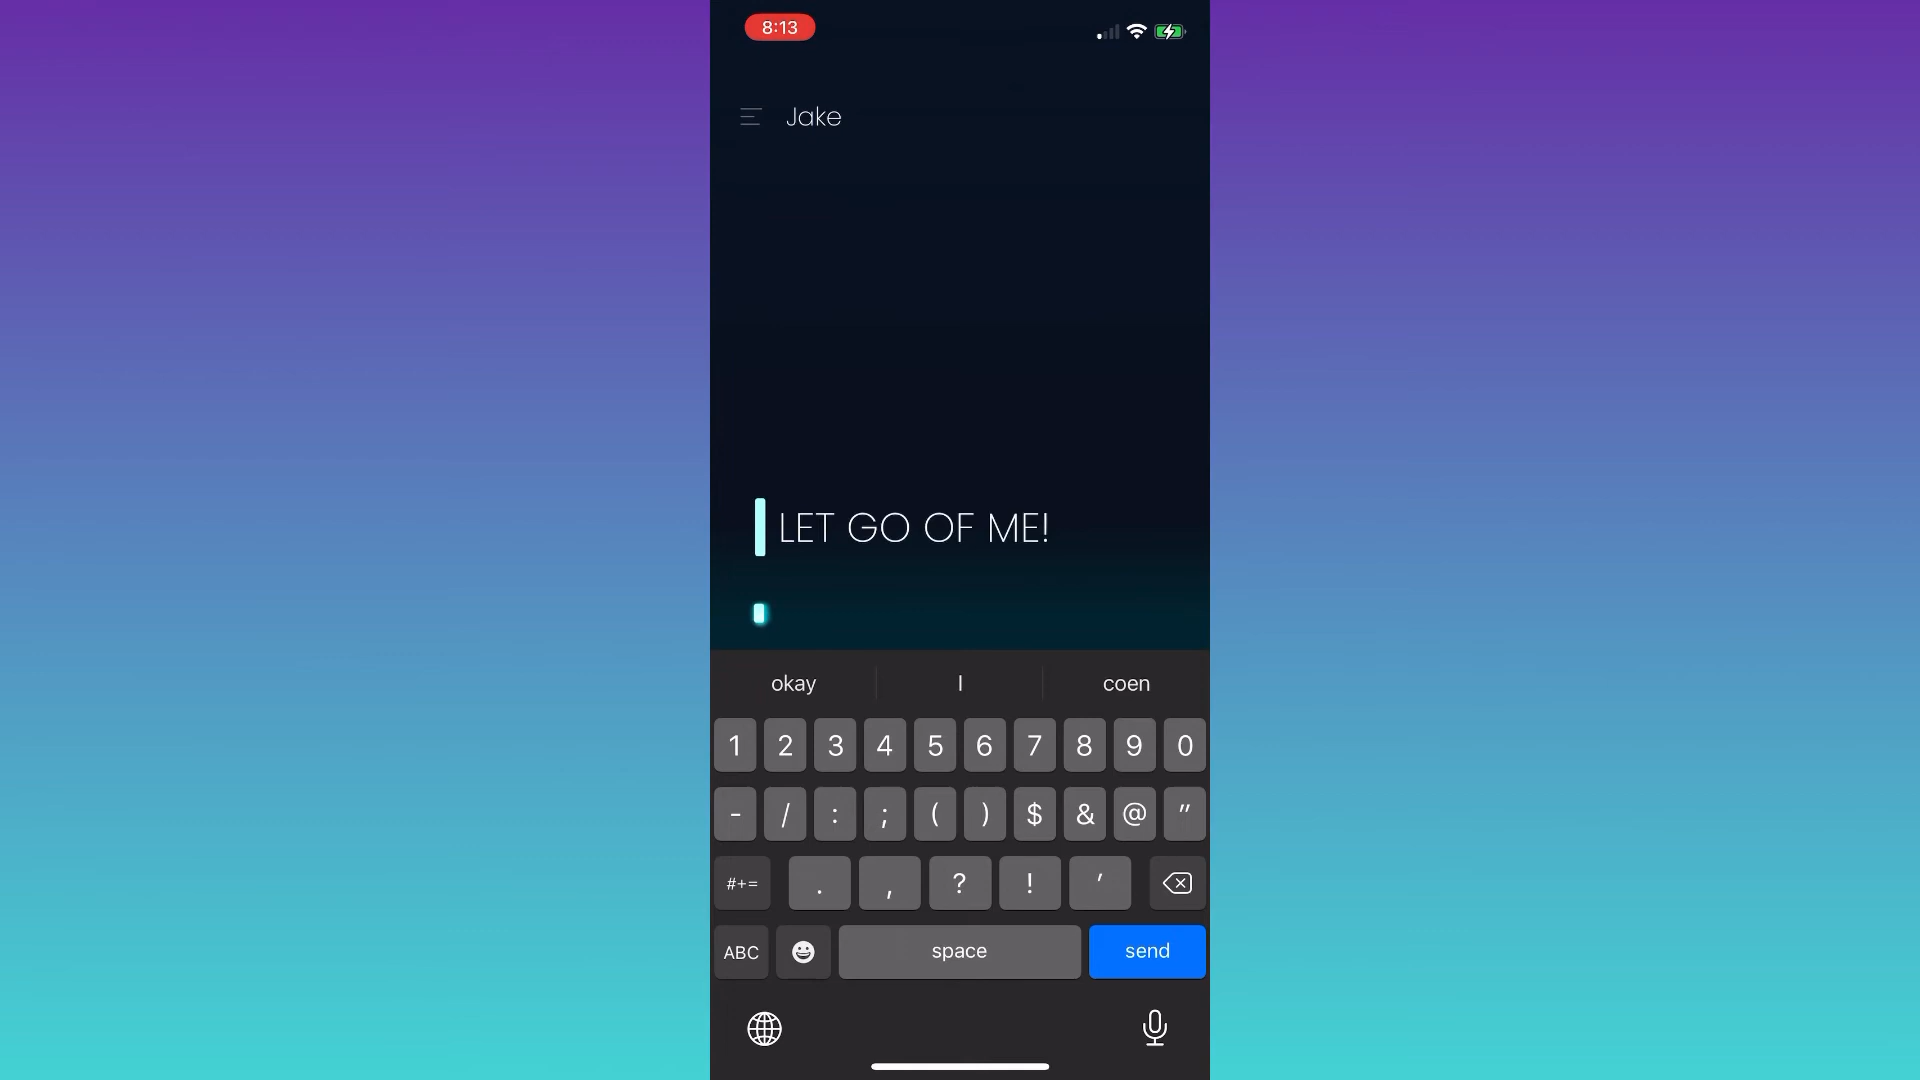 8:13
Jake
LET GO OF ME!
okay I coen
1 2 3 4 5 6 7 8 9 0
- / : ; ( ) $ & @ "
#+= . , ? ! '
ABC space send